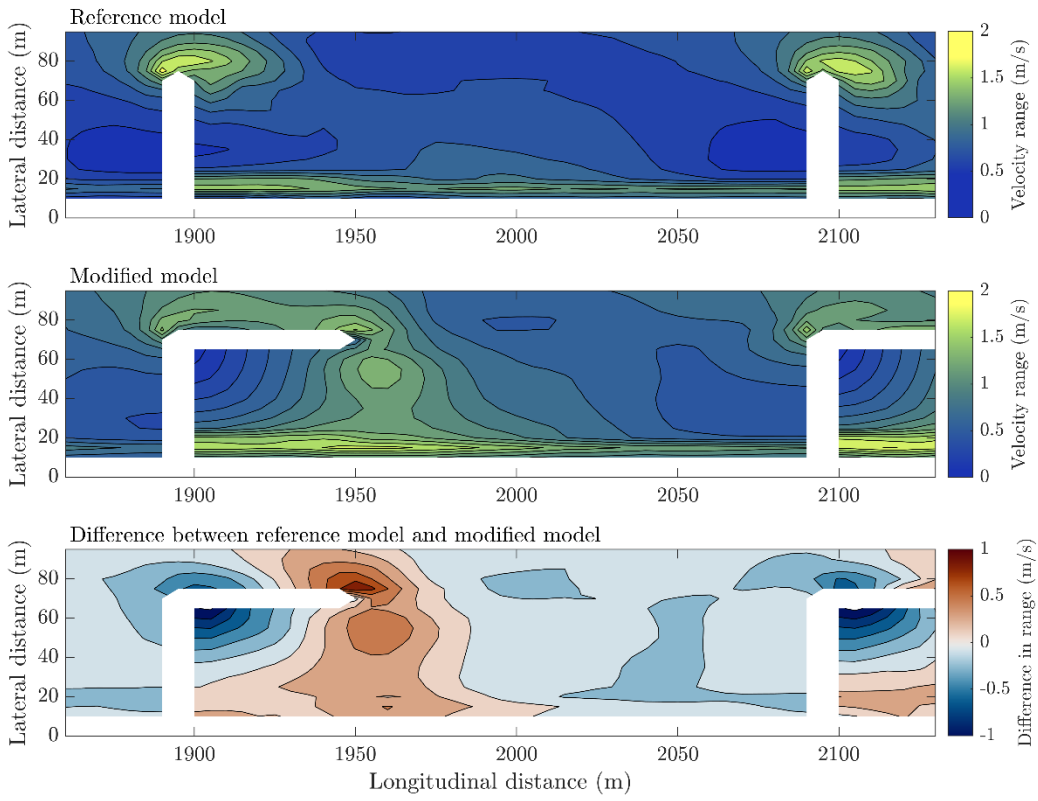 Reference model
Lateral distance (m)
80
60
40
20
0
1900 1950 2000 2050 2100
2
1.5
1
0.5
0
Velocity range (m/s)
Modified model
Lateral distance (m)
80
60
40
20
0
1900 1950 2000 2050 2100
2
1.5
1
0.5
0
Velocity range (m/s)
Difference between reference model and modified model
Lateral distance (m)
80
60
40
20
0
1900 1950 2000 2050 2100
Longitudinal distance (m)
1
0.5
0
-0.5
-1
Difference in range (m/s)